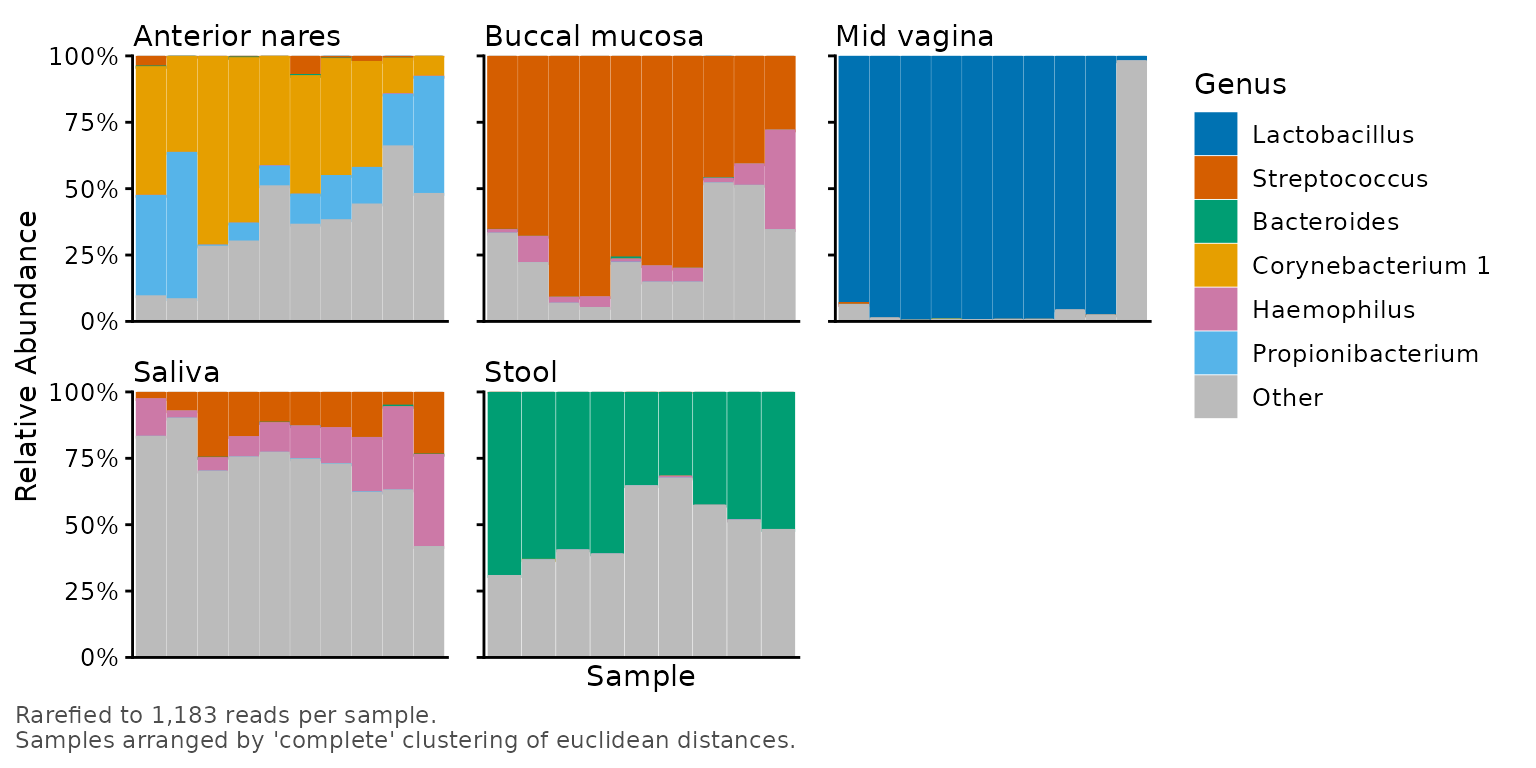 Anterior nares
Buccal mucosa
Mid vagina
100%
75%
50%
25%
0%
Genus
Lactobacillus
Streptococcus
Bacteroides
Corynebacterium 1
Haemophilus
Propionibacterium
Other
Relative Abundance
Saliva
Stool
100%
75%
50%
25%
0%
Sample
Rarefied to 1,183 reads per sample.
Samples arranged by 'complete' clustering of euclidean distances.